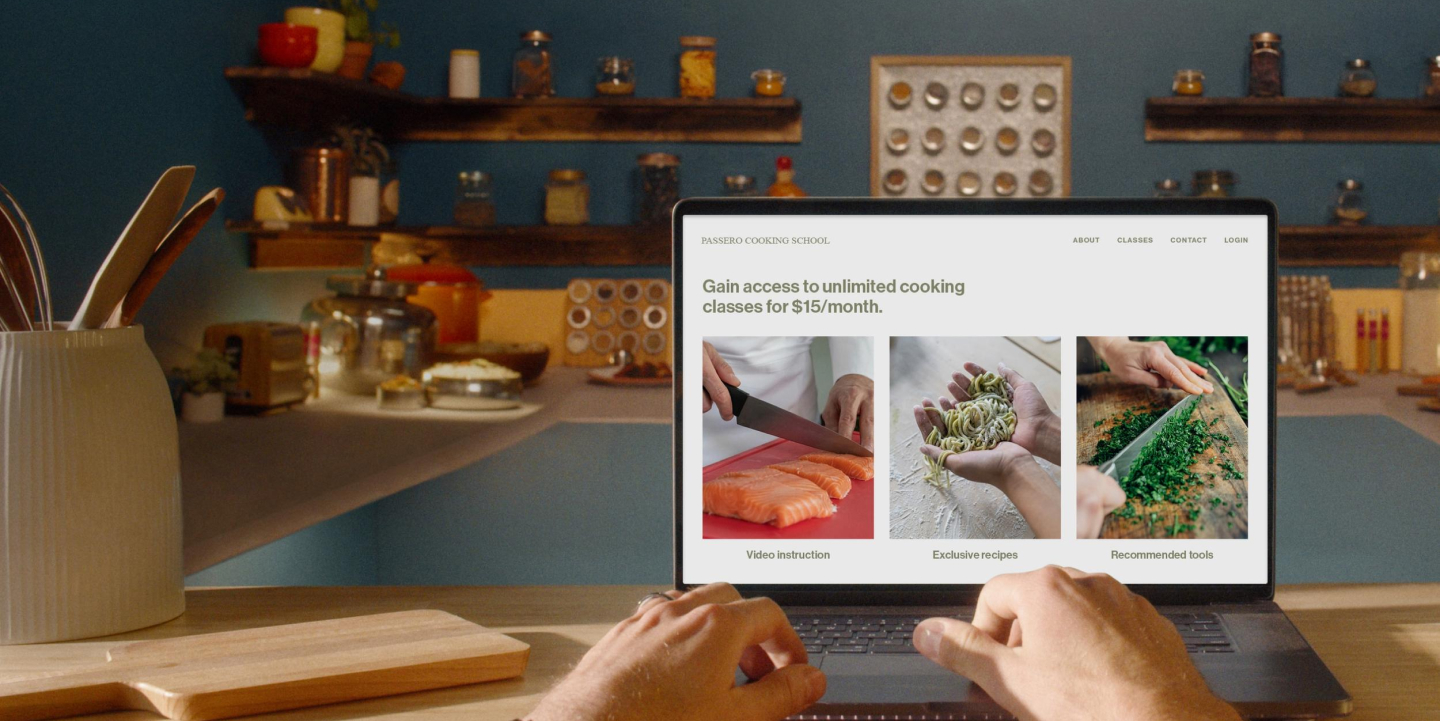 PASSERO COOKING SCHOOL
ABOUT CLASSES CONTACT LOGIN
Gain access to unlimited cooking
classes for $15/month.
Video instruction
Exclusive recipes
Recommended tools